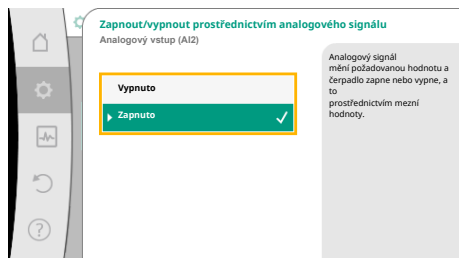 Zapnout/vypnout prostřednictvím analogového signálu
Analogový vstup (AI2)
Vypnuto
Zapnuto
Analogový signál
mění požadovanou hodnotu a
čerpadlo zapne nebo vypne, a
to
prostřednictvím mezní
hodnoty.